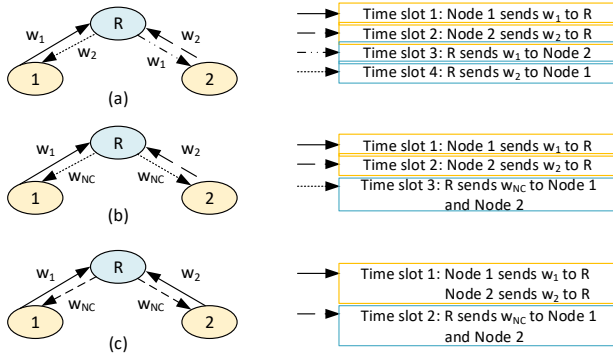 R
w1
w2
w1
w2
1
2
(a)
Time slot 1: Node 1 sends w1 to R
Time slot 2: Node 2 sends w2 to R
Time slot 3: R sends w1 to Node 2
Time slot 4: R sends w2 to Node 1
R
w1
w2
wNC
wNC
1
2
(b)
Time slot 1: Node 1 sends w1 to R
Time slot 2: Node 2 sends w2 to R
Time slot 3: R sends wNC to Node 1
and Node 2
R
w1
w2
wNC
wNC
1
2
(c)
Time slot 1: Node 1 sends w1 to R
Node 2 sends w2 to R
Time slot 2: R sends wNC to Node 1
and Node 2